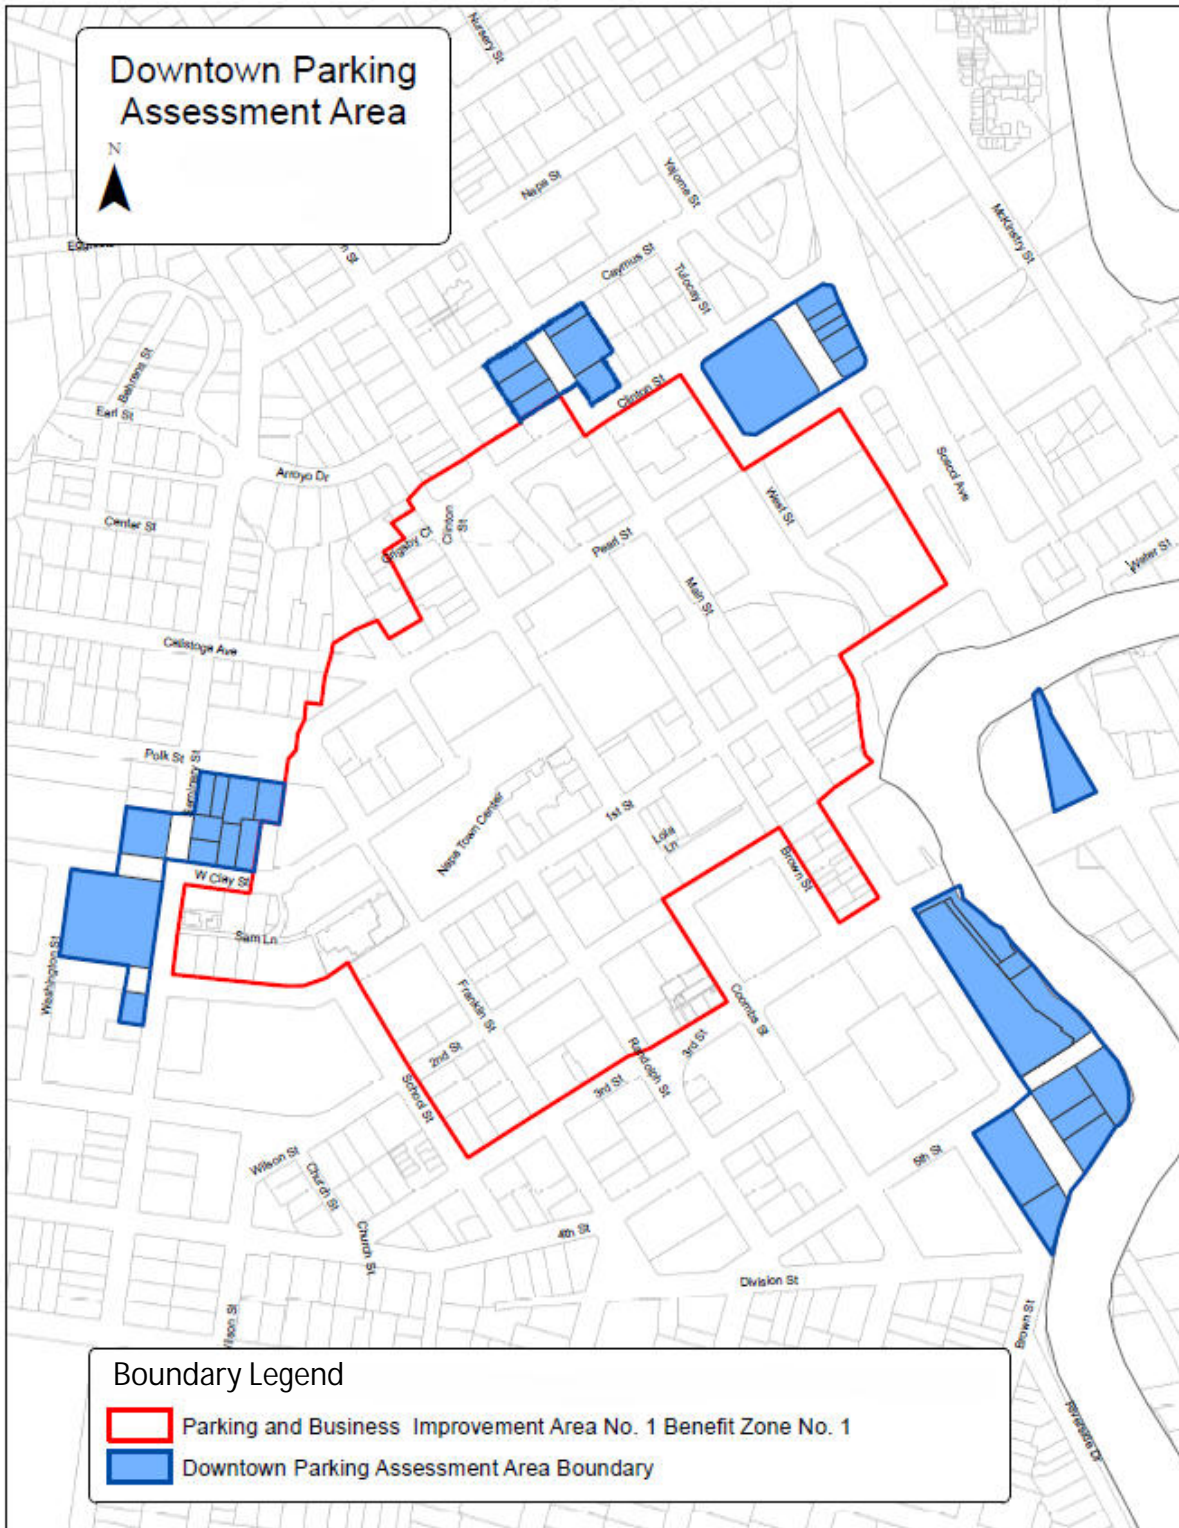 Downtown Parking
Assessment Area
N
Nursery St
Napa St
Yajome St
McKinstry St
Caymus St
Tulocay St
Behrens St
Earl St
Clinton St
Arroyo Dr
Soscol Ave
Center St
Clinton St
Grigsby Ct
West St
Pearl St
Water St
Main St
Calistoga Ave
Polk St
Seminary St
1st St
Napa Town Center
Lola Ln
Brown St
W Clay St
Sam Ln
Washington St
Franklin St
Coombs St
2nd St
3rd St
Randolph St
3rd St
School St
5th St
Wilson St
Church St
Church St
4th St
Division St
Brown St
Riverside Dr
Boundary Legend
Parking and Business Improvement Area No. 1 Benefit Zone No. 1
Downtown Parking Assessment Area Boundary